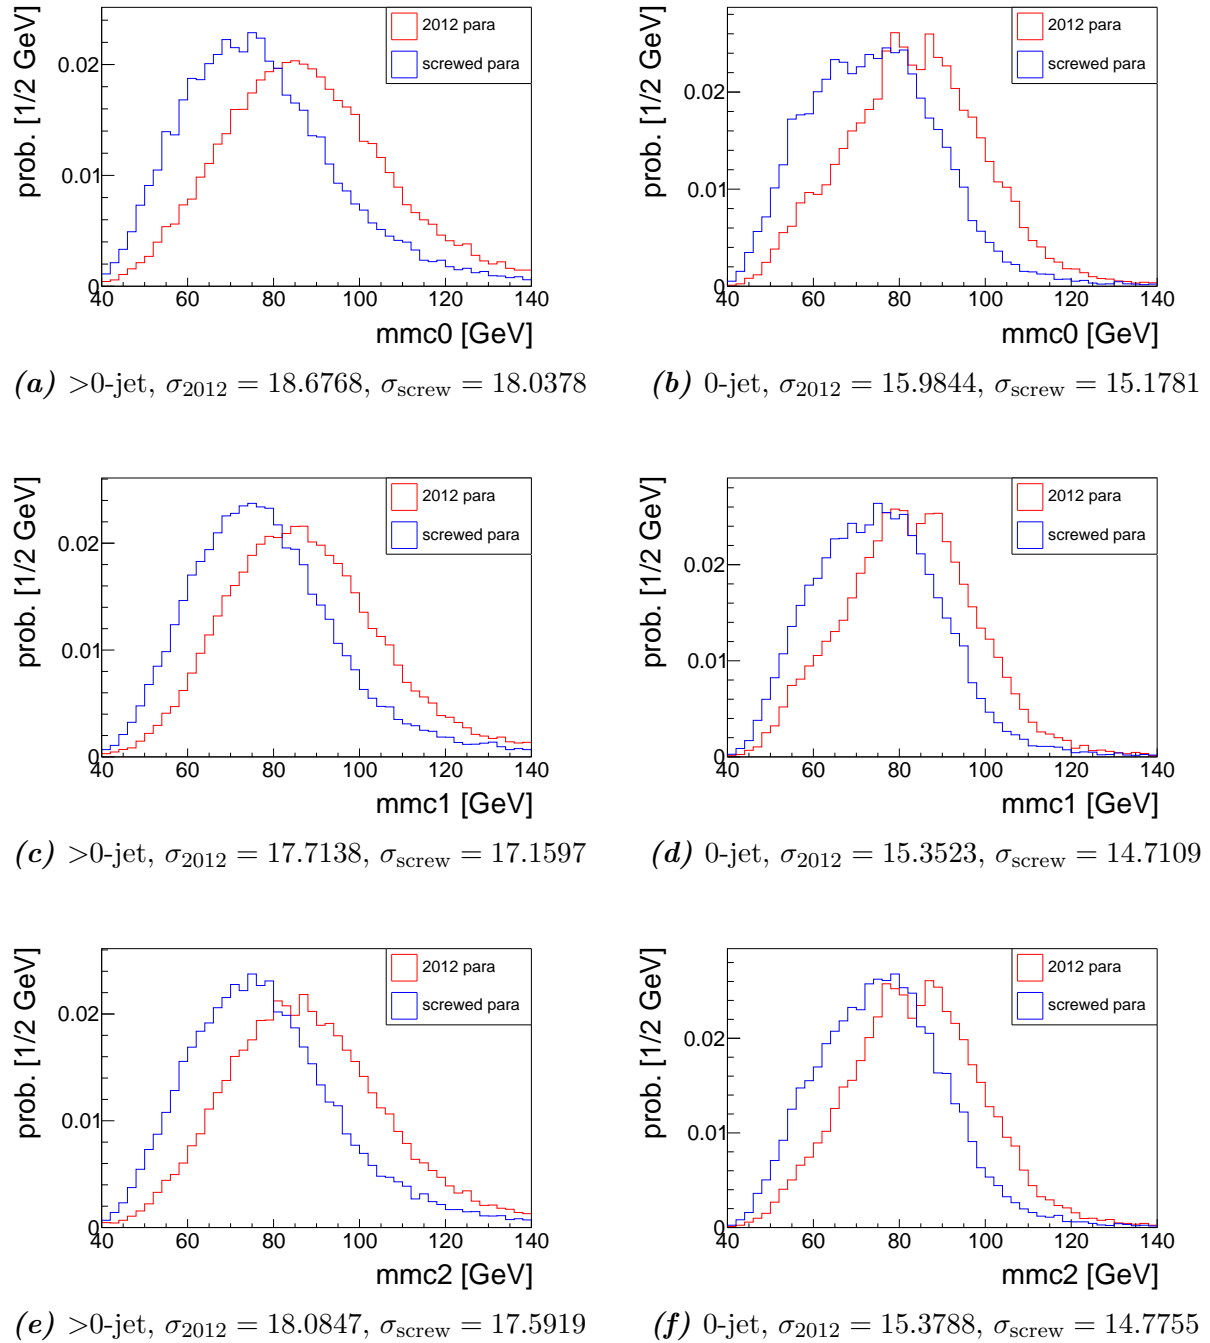 prob. [1/2 GeV]
0.02
0.01
0
40 60 80 100 120 140
mmc0 [GeV]
2012 para
screwed para
(a) >0-jet, σ2012 = 18.6768, σscrew = 18.0378
prob. [1/2 GeV]
0.02
0.01
0
40 60 80 100 120 140
mmc0 [GeV]
2012 para
screwed para
(b) 0-jet, σ2012 = 15.9844, σscrew = 15.1781
prob. [1/2 GeV]
0.02
0.01
0
40 60 80 100 120 140
mmc1 [GeV]
2012 para
screwed para
(c) >0-jet, σ2012 = 17.7138, σscrew = 17.1597
prob. [1/2 GeV]
0.02
0.01
0
40 60 80 100 120 140
mmc1 [GeV]
2012 para
screwed para
(d) 0-jet, σ2012 = 15.3523, σscrew = 14.7109
prob. [1/2 GeV]
0.02
0.01
0
40 60 80 100 120 140
mmc2 [GeV]
2012 para
screwed para
(e) >0-jet, σ2012 = 18.0847, σscrew = 17.5919
prob. [1/2 GeV]
0.02
0.01
0
40 60 80 100 120 140
mmc2 [GeV]
2012 para
screwed para
(f) 0-jet, σ2012 = 15.3788, σscrew = 14.7755